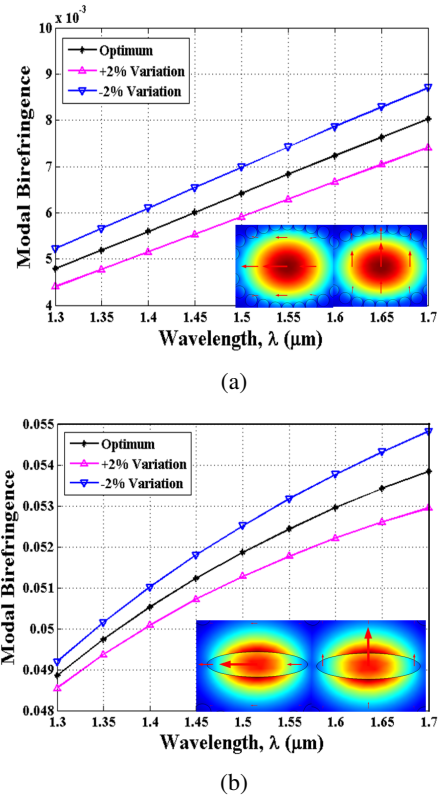 x 10⁻³
10
9
8
7
6
5
4
Modal Birefringence
Optimum
+2% Variation
-2% Variation
1.3 1.35 1.4 1.45 1.5 1.55 1.6 1.65 1.7
Wavelength, λ (µm)
(a)
0.055
0.054
0.053
0.052
0.051
0.05
0.049
0.048
Modal Birefringence
Optimum
+2% Variation
-2% Variation
1.3 1.35 1.4 1.45 1.5 1.55 1.6 1.65 1.7
Wavelength, λ (µm)
(b)